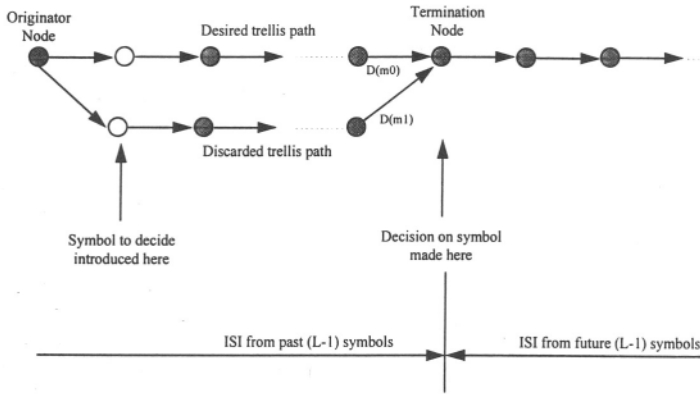 Originator
Node
Desired trellis path
Termination
Node
D(m0)
D(m1)
Discarded trellis path
Symbol to decide
introduced here
Decision on symbol
made here
ISI from past (L-1) symbols
ISI from future (L-1) symbols